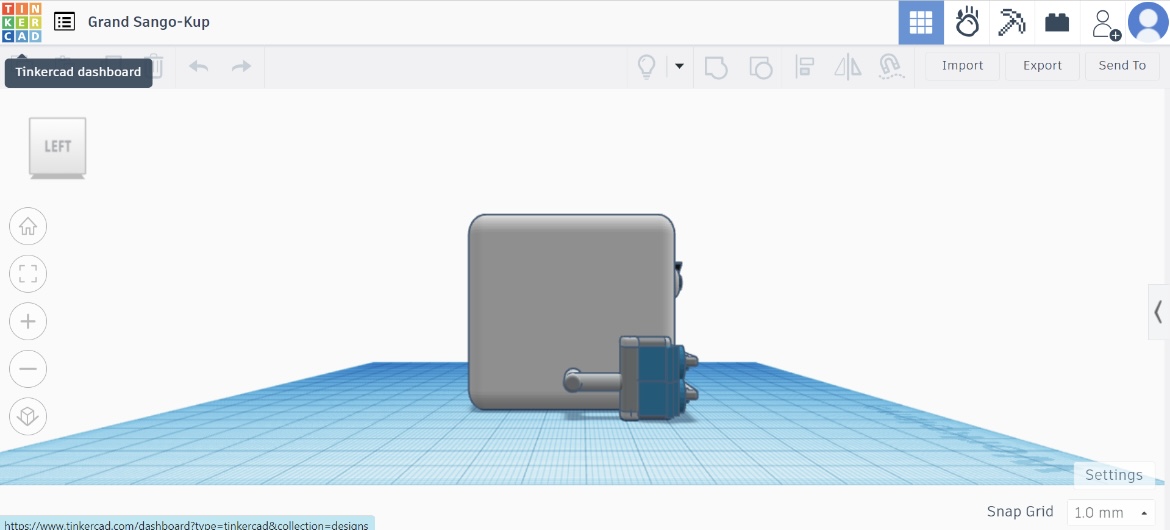 TIN
KER
CAD
Grand Sango-Kup
Tinkercad dashboard
Import
Export
Send To
LEFT
Settings
Snap Grid
1.0 mm
https://www.tinkercad.com/dashboard?type=tinkercad&collection=designs